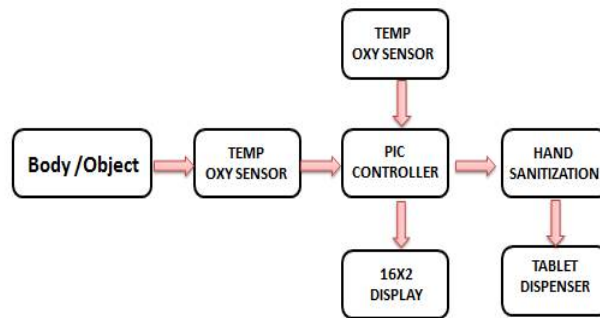 TEMP
OXY SENSOR
Body /Object
TEMP
OXY SENSOR
PIC
CONTROLLER
HAND
SANITIZATION
16X2
DISPLAY
TABLET
DISPENSER